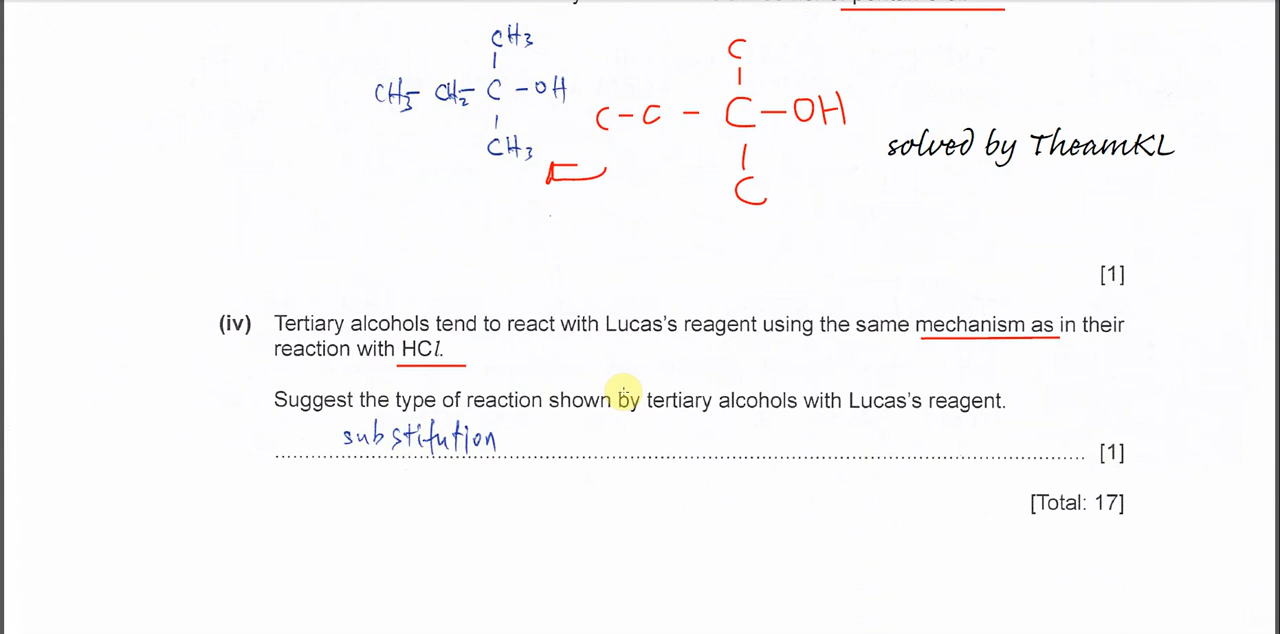 CH3
CH3 - CH2 - C - OH
CH3
C
C - C - C - OH
C
solved by TheamKL
[1]
(iv) Tertiary alcohols tend to react with Lucas's reagent using the same mechanism as in their
reaction with HCl.
Suggest the type of reaction shown by tertiary alcohols with Lucas's reagent.
substitution
[1]
[Total: 17]